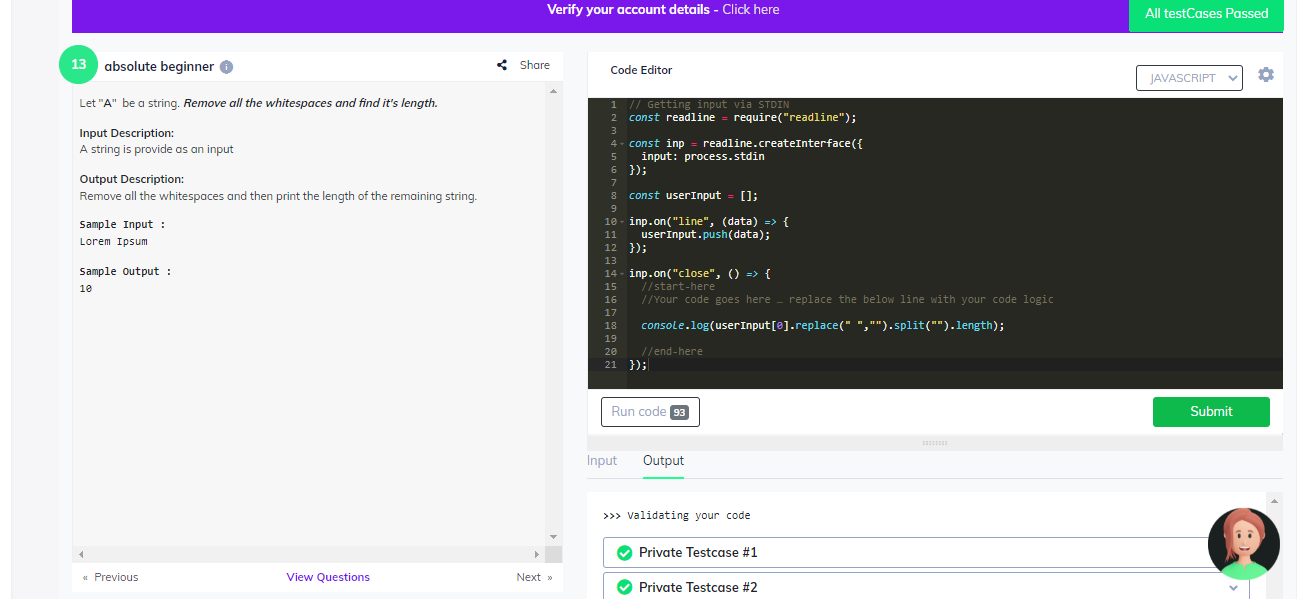 Verify your account details - Click here
All testCases Passed
13 absolute beginner i
Share
Let "A" be a string. Remove all the whitespaces and find it's length.
Input Description:
A string is provide as an input
Output Description:
Remove all the whitespaces and then print the length of the remaining string.
Sample Input :
Lorem Ipsum
Sample Output :
10
« Previous
View Questions
Next »
Code Editor
JAVASCRIPT
1 // Getting input via STDIN
2 const readline = require("readline");
3
4 const inp = readline.createInterface({
5 input: process.stdin
6 });
7
8 const userInput = [];
9
10 inp.on("line", (data) => {
11 userInput.push(data);
12 });
13
14 inp.on("close", () => {
15 //start-here
16 //Your code goes here … replace the below line with your code logic
17
18 console.log(userInput[0].replace(" ","").split("").length);
19
20 //end-here
21 });
Run code 93
Submit
Input
Output
>>> Validating your code
Private Testcase #1
Private Testcase #2